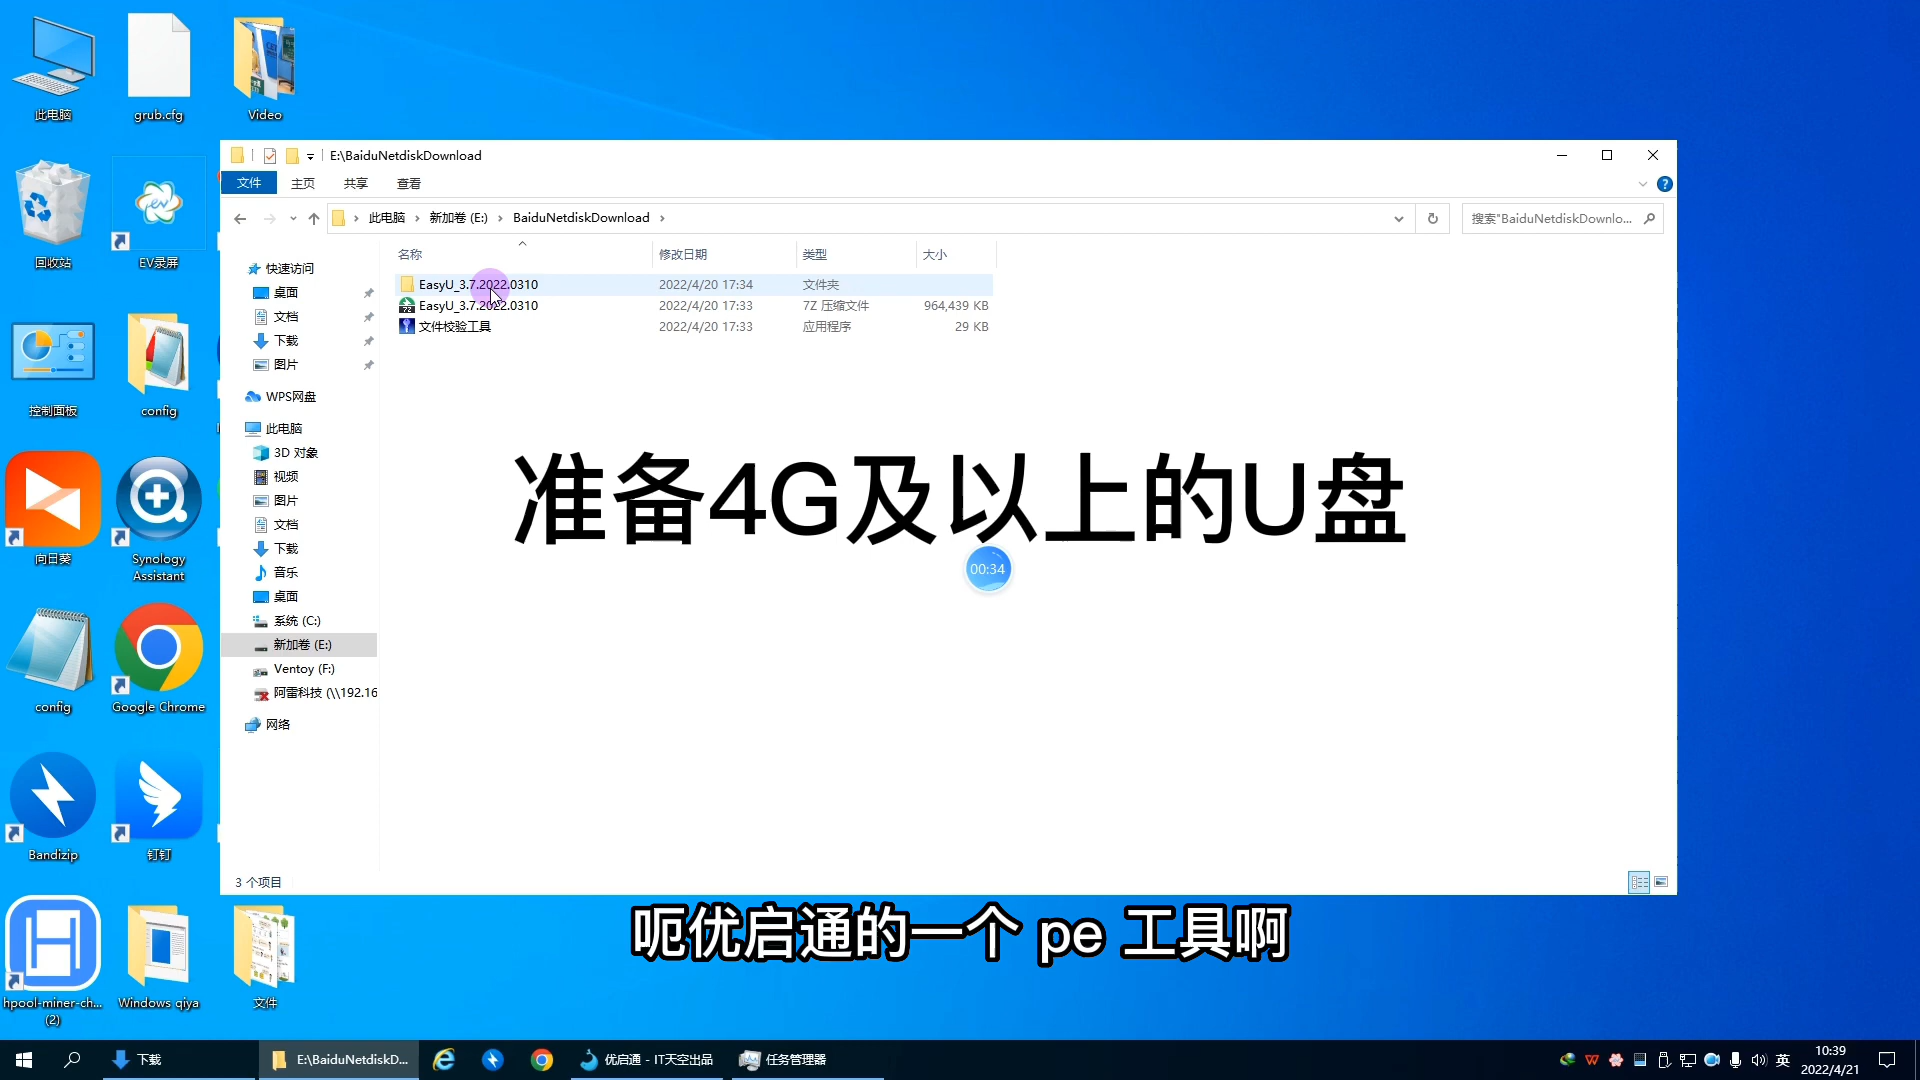 此电脑
grub.cfg
Video
回收站
EV录屏
控制面板
config
向日葵
Synology
Assistant
config
Google Chrome
Bandizip
钉钉
hpool-miner-ch...
(2)
Windows qiya
文件
E:\BaiduNetdiskDownload
文件
主页
共享
查看
此电脑
新加卷 (E:)
BaiduNetdiskDownload
搜索"BaiduNetdiskDownlo...
快速访问
桌面
文档
下载
图片
WPS网盘
此电脑
3D 对象
视频
图片
文档
下载
音乐
桌面
系统 (C:)
新加卷 (E:)
Ventoy (F:)
阿雷科技 (\\192.16
网络
名称
修改日期
类型
大小
EasyU_3.7.2022.0310
2022/4/20 17:34
文件夹
EasyU_3.7.2022.0310
2022/4/20 17:33
7Z 压缩文件
964,439 KB
文件校验工具
2022/4/20 17:33
应用程序
29 KB
准备4G及以上的U盘
00:34
3 个项目
呃优启通的一个 pe 工具啊
下载
E:\BaiduNetdiskD...
优启通 - IT天空出品
任务管理器
英
10:39
2022/4/21